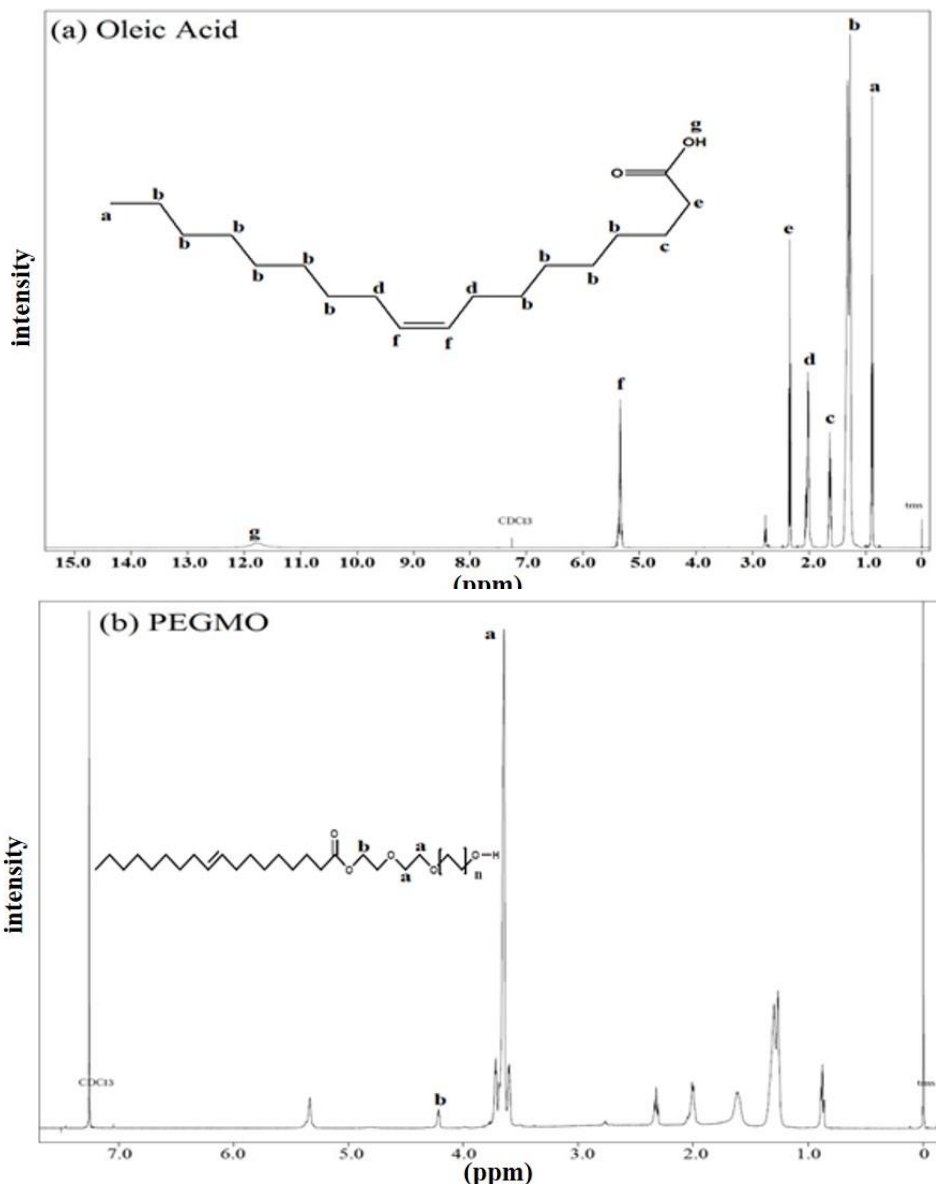 (a) Oleic Acid
b
a
g
OH
O
e
c
b
b
b
b
d
f
f
d
b
b
b
b
b
b
a
e
d
c
f
g
CDCl3
tms
intensity
15.0 14.0 13.0 12.0 11.0 10.0 9.0 8.0 7.0 6.0 5.0 4.0 3.0 2.0 1.0 0
(ppm)
(b) PEGMO
a
O
b
a
O
O
a
O
O-H
n
CDCl3
b
tms
intensity
7.0 5.0 4.0 3.0 2.0 1.0 0
(ppm)